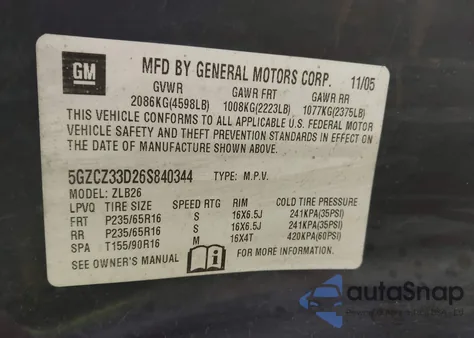 GM
MFD BY GENERAL MOTORS CORP. 11/05
GVWR GAWR FRT GAWR RR
2086KG(4598LB) 1008KG(2223LB) 1077KG(2375LB)
THIS VEHICLE CONFORMS TO ALL APPLICABLE U.S. FEDERAL MOTOR
VEHICLE SAFETY AND THEFT PREVENTION STANDARDS IN EFFECT ON THE
DATE OF MANUFACTURE SHOWN ABOVE.
5GZCZ33D26S840344 TYPE: M.P.V.
MODEL: ZLB26
LPVQ TIRE SIZE SPEED RTG RIM COLD TIRE PRESSURE
FRT P235/65R16 S 16X6.5J 241KPA(35PSI)
RR P235/65R16 S 16X6.5J 241KPA(35PSI)
SPA T155/90R16 M 16X4T 420KPA(60PSI)
SEE OWNER'S MANUAL FOR MORE INFORMATION.
autoSnap